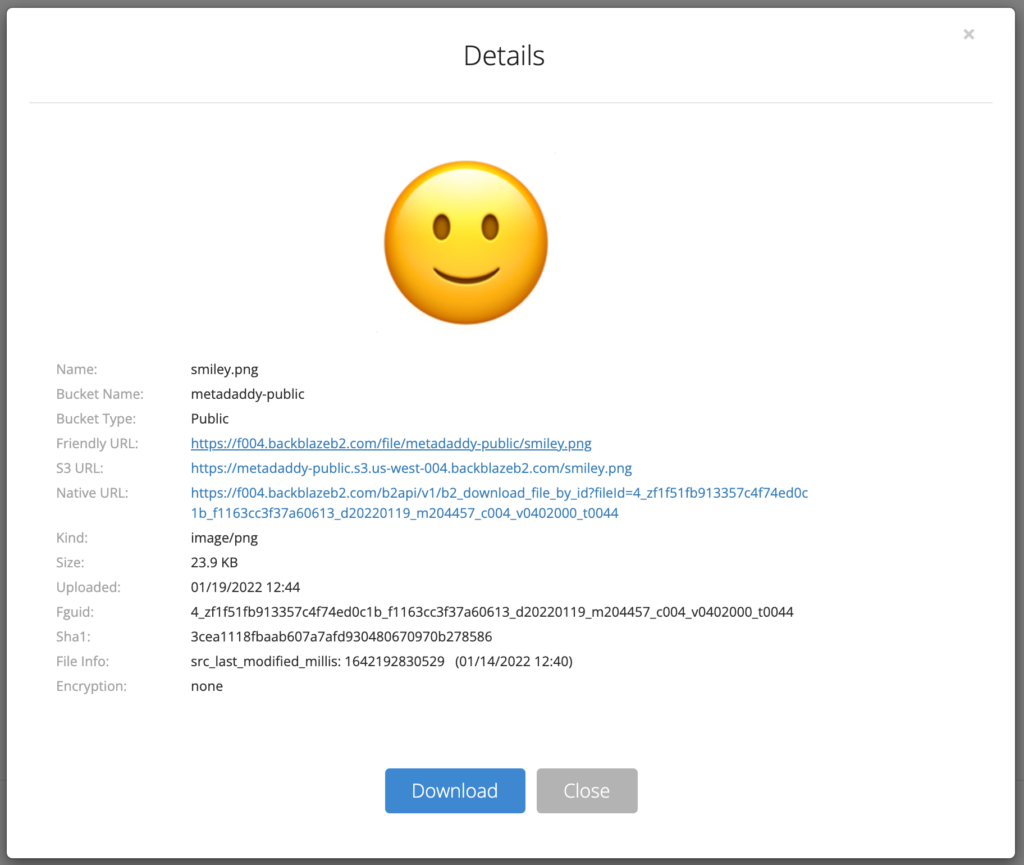 ×
Details
Name: smiley.png
Bucket Name: metadaddy-public
Bucket Type: Public
Friendly URL: https://f004.backblazeb2.com/file/metadaddy-public/smiley.png
S3 URL: https://metadaddy-public.s3.us-west-004.backblazeb2.com/smiley.png
Native URL: https://f004.backblazeb2.com/b2api/v1/b2_download_file_by_id?fileId=4_zf1f51fb913357c4f74ed0c
1b_f1163cc3f37a60613_d20220119_m204457_c004_v0402000_t0044
Kind: image/png
Size: 23.9 KB
Uploaded: 01/19/2022 12:44
Fguid: 4_zf1f51fb913357c4f74ed0c1b_f1163cc3f37a60613_d20220119_m204457_c004_v0402000_t0044
Sha1: 3cea1118fbaab607a7afd930480670970b278586
File Info: src_last_modified_millis: 1642192830529 (01/14/2022 12:40)
Encryption: none
Download Close